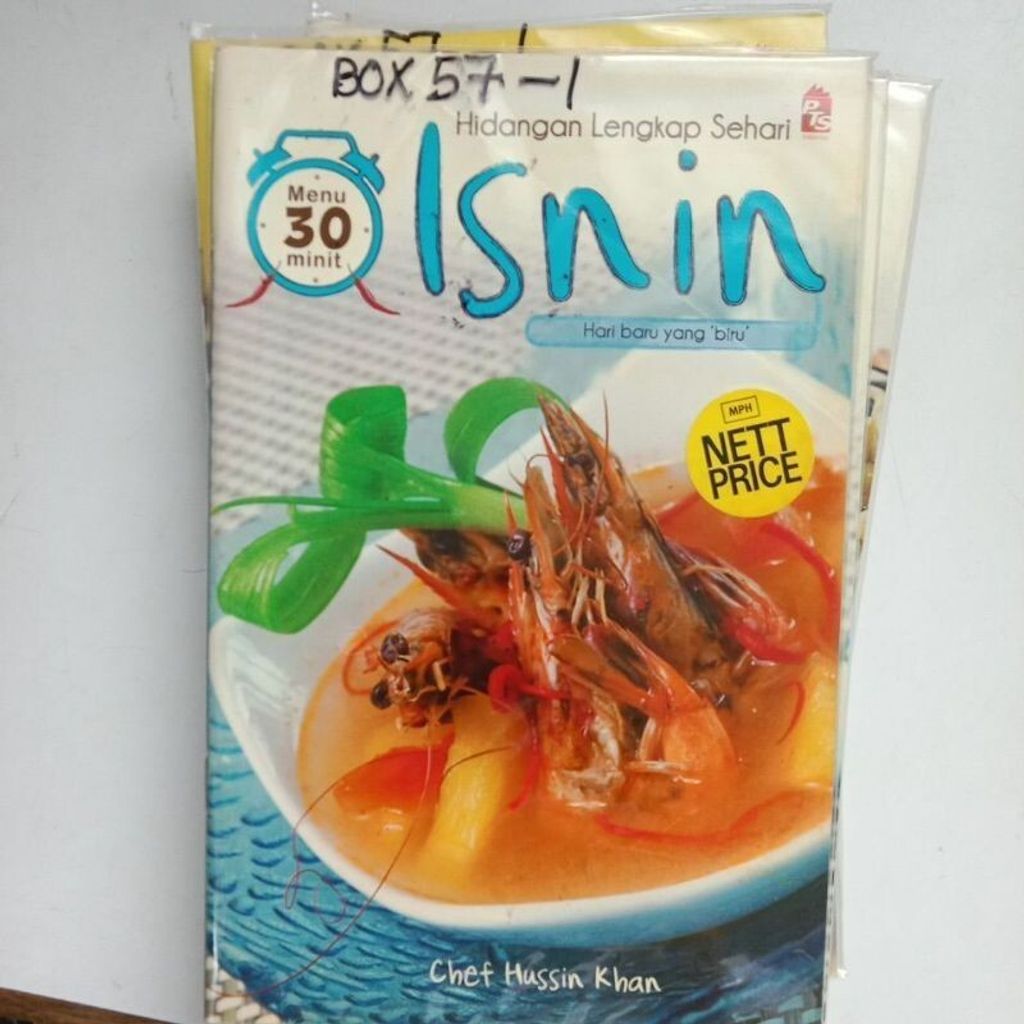 BOX 57-1
Hidangan Lengkap Sehari
PTS
Menu
30
minit
Isnin
Hari baru yang 'biru'
MPH
NETT
PRICE
Chef Hussin Khan